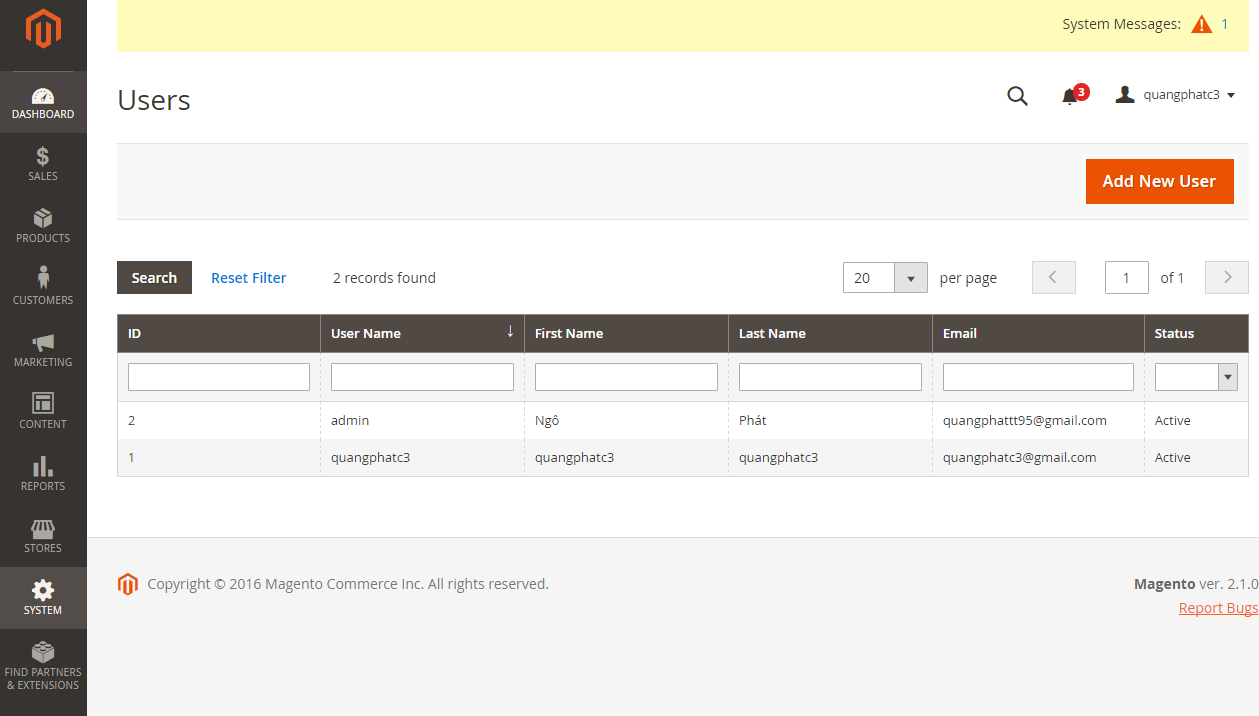 System Messages: 1
Users
3
quangphatc3
DASHBOARD
SALES
PRODUCTS
CUSTOMERS
MARKETING
CONTENT
REPORTS
STORES
SYSTEM
FIND PARTNERS
& EXTENSIONS
Add New User
Search Reset Filter 2 records found 20 per page 1 of 1
ID User Name ↓ First Name Last Name Email Status
2 admin Ngô Phát quangphattt95@gmail.com Active
1 quangphatc3 quangphatc3 quangphatc3 quangphatc3@gmail.com Active
Copyright © 2016 Magento Commerce Inc. All rights reserved.
Magento ver. 2.1.0
Report Bugs